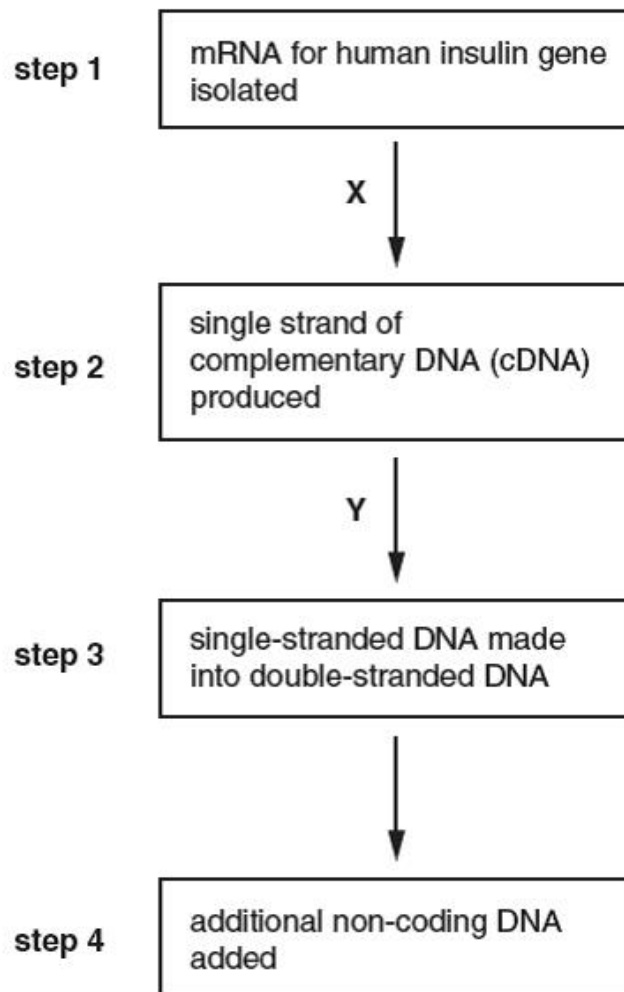 step 1
mRNA for human insulin gene
isolated
X
step 2
single strand of
complementary DNA (cDNA)
produced
Y
step 3
single-stranded DNA made
into double-stranded DNA
step 4
additional non-coding DNA
added